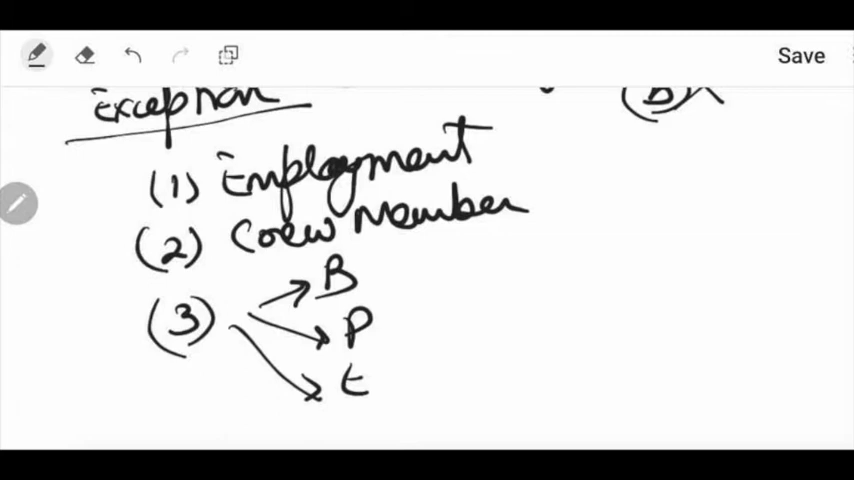 Save
Exception
(b)
(1) Employment
(2) Crew Member
(3) → B
→ P
→ E